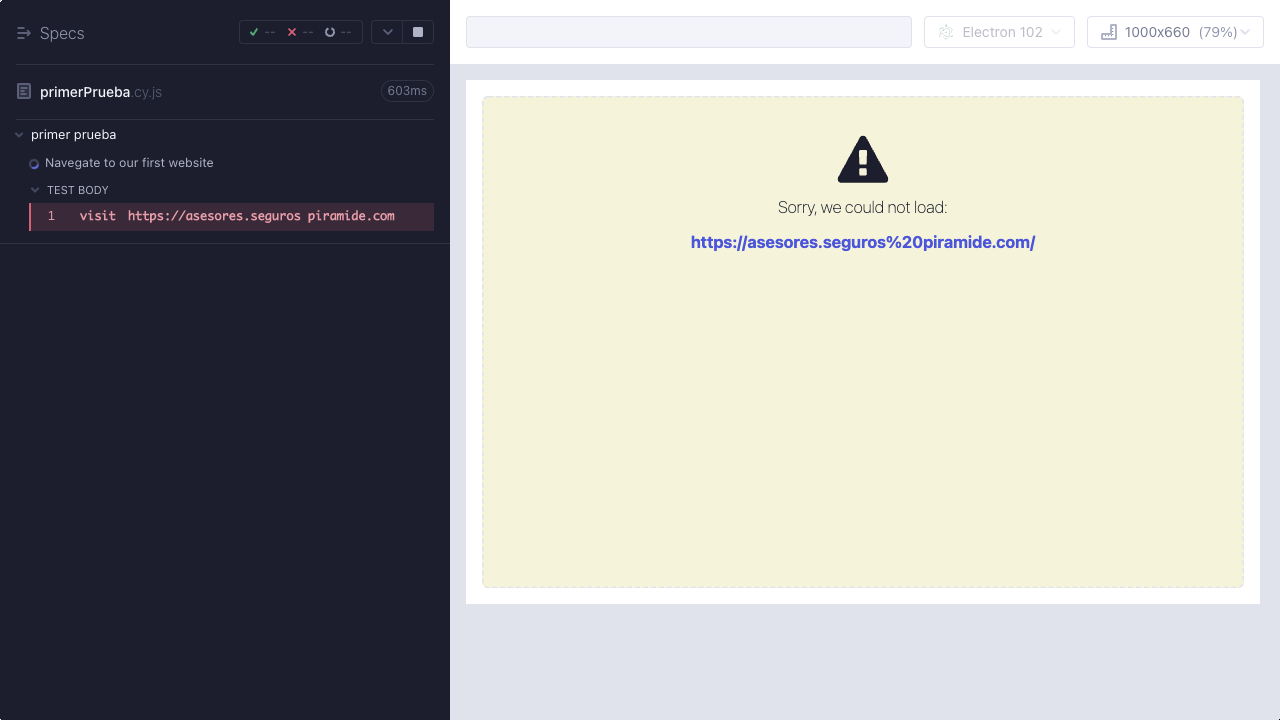 Specs
-- -- --
primerPrueba.cy.js 603ms
primer prueba
Navegate to our first website
TEST BODY
1 visit https://asesores.seguros piramide.com
Electron 102
1000x660 (79%)
Sorry, we could not load:
https://asesores.seguros%20piramide.com/